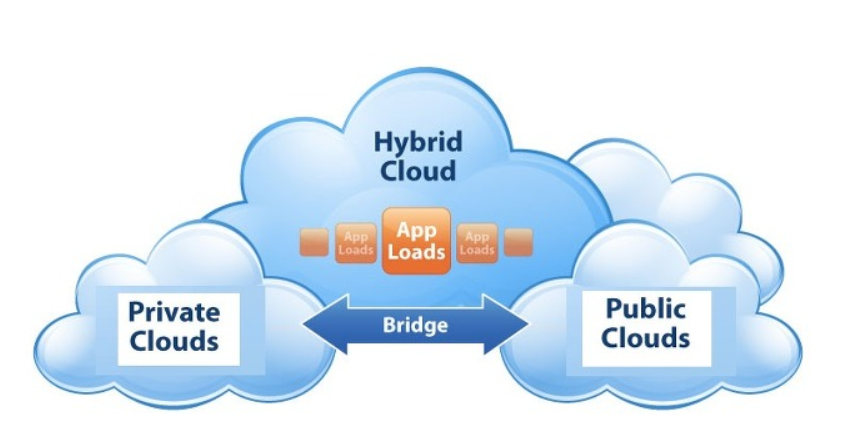 Hybrid
Cloud
App
Loads
App
Loads
App
Loads
Private
Clouds
Bridge
Public
Clouds